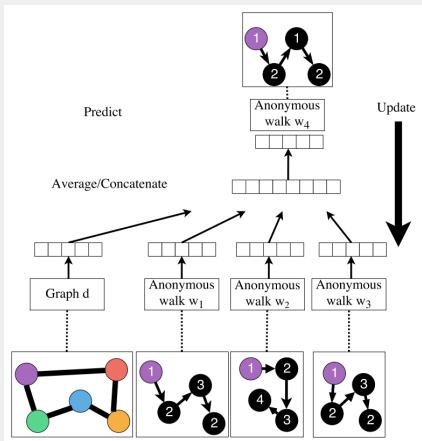 1 1
2 2
Predict
Anonymous
walk w4
Update
Average/Concatenate
Graph d
Anonymous
walk w1
Anonymous
walk w2
Anonymous
walk w3
1 3
2 2
1 2
4 3
1 3
2 2